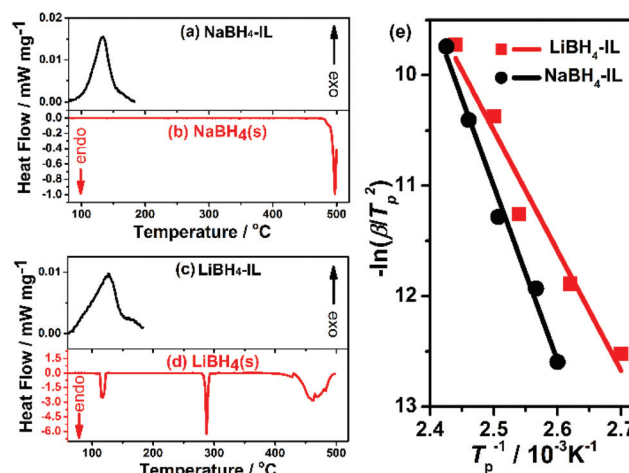 (a) NaBH₄-IL
exo
0.02
0.01
0.00
Heat Flow / mW mg⁻¹
(b) NaBH₄(s)
endo
0.0
-0.2
-0.4
-0.6
-0.8
-1.0
100 200 300 400 500
Temperature / °C
(c) LiBH₄-IL
exo
0.01
0.00
Heat Flow / mW mg⁻¹
(d) LiBH₄(s)
endo
1.5
0.0
-1.5
-3.0
-4.5
-6.0
100 200 300 400 500
Temperature / °C
(e)
LiBH₄-IL
NaBH₄-IL
-ln(β/Tₚ²)
10
11
12
13
2.4 2.5 2.6 2.7
Tₚ⁻¹ / 10⁻³K⁻¹